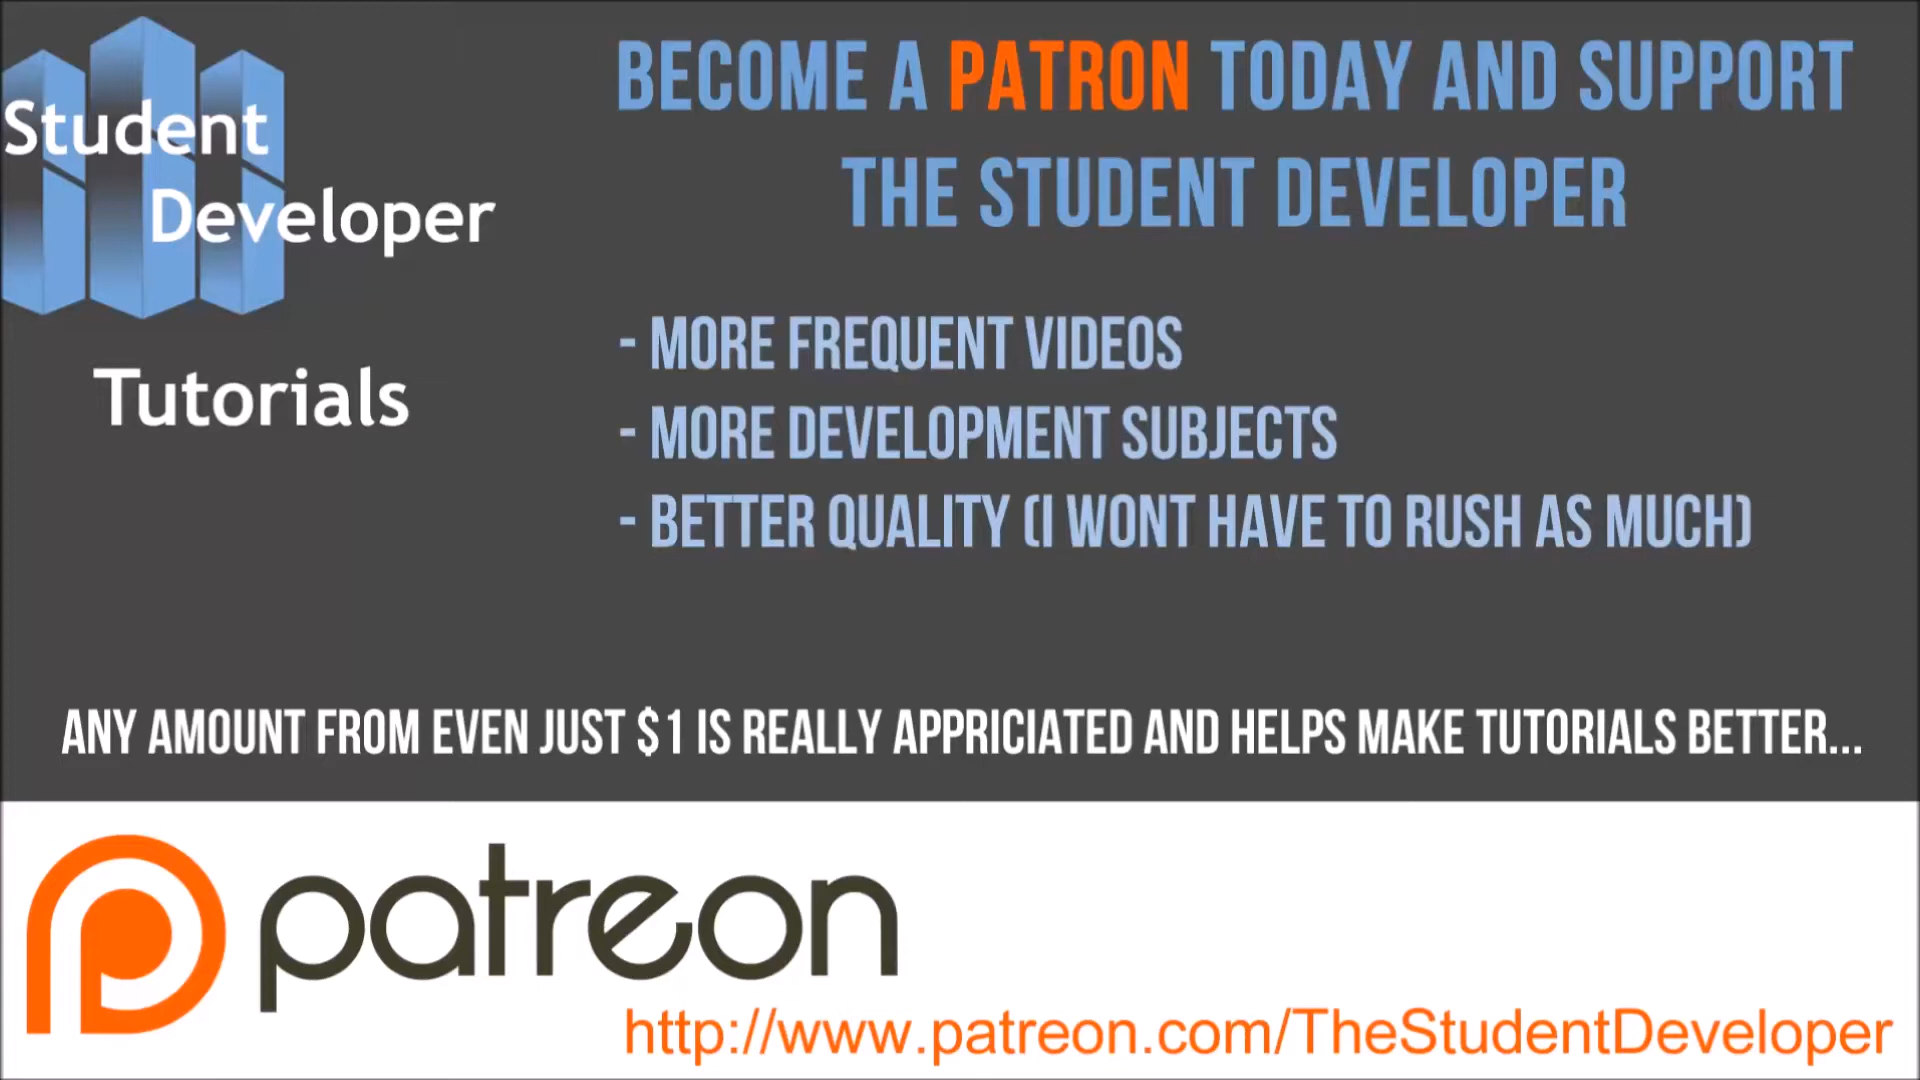 Student
Developer
Tutorials
BECOME A PATRON TODAY AND SUPPORT
THE STUDENT DEVELOPER
- MORE FREQUENT VIDEOS
- MORE DEVELOPMENT SUBJECTS
- BETTER QUALITY (I WONT HAVE TO RUSH AS MUCH)
ANY AMOUNT FROM EVEN JUST $1 IS REALLY APPRICIATED AND HELPS MAKE TUTORIALS BETTER...
patreon
http://www.patreon.com/TheStudentDeveloper